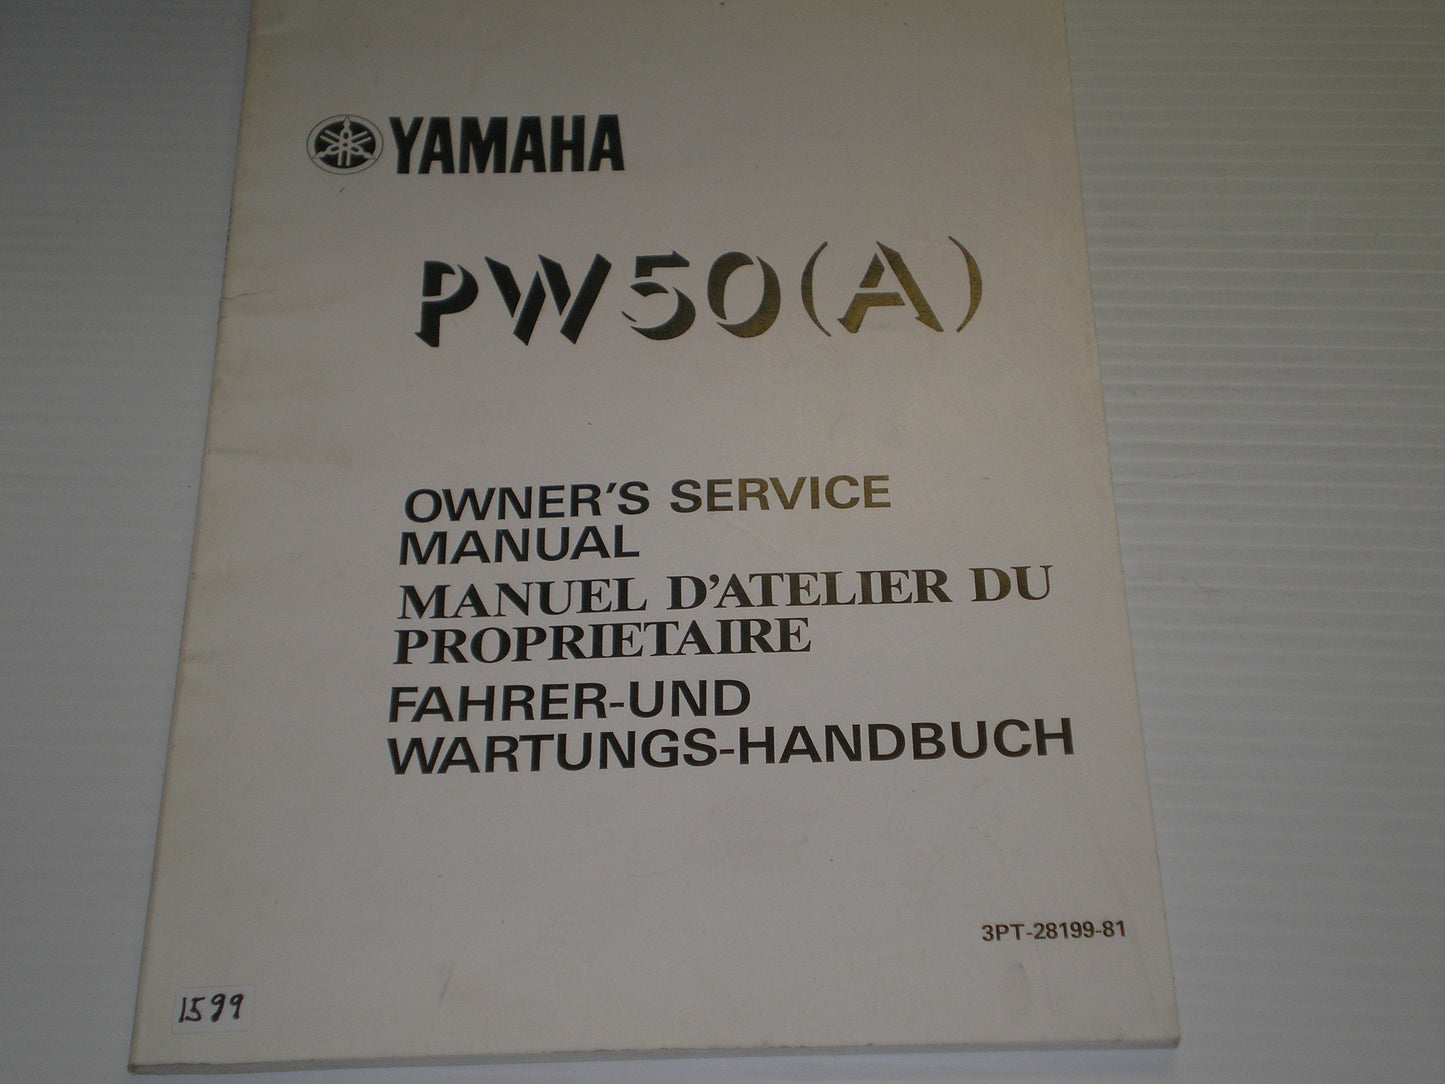 YAMAHA
PW50(A)
OWNER'S SERVICE
MANUAL
MANUEL D'ATELIER DU
PROPRIETAIRE
FAHRER-UND
WARTUNGS-HANDBUCH
3PT-28199-81
1599